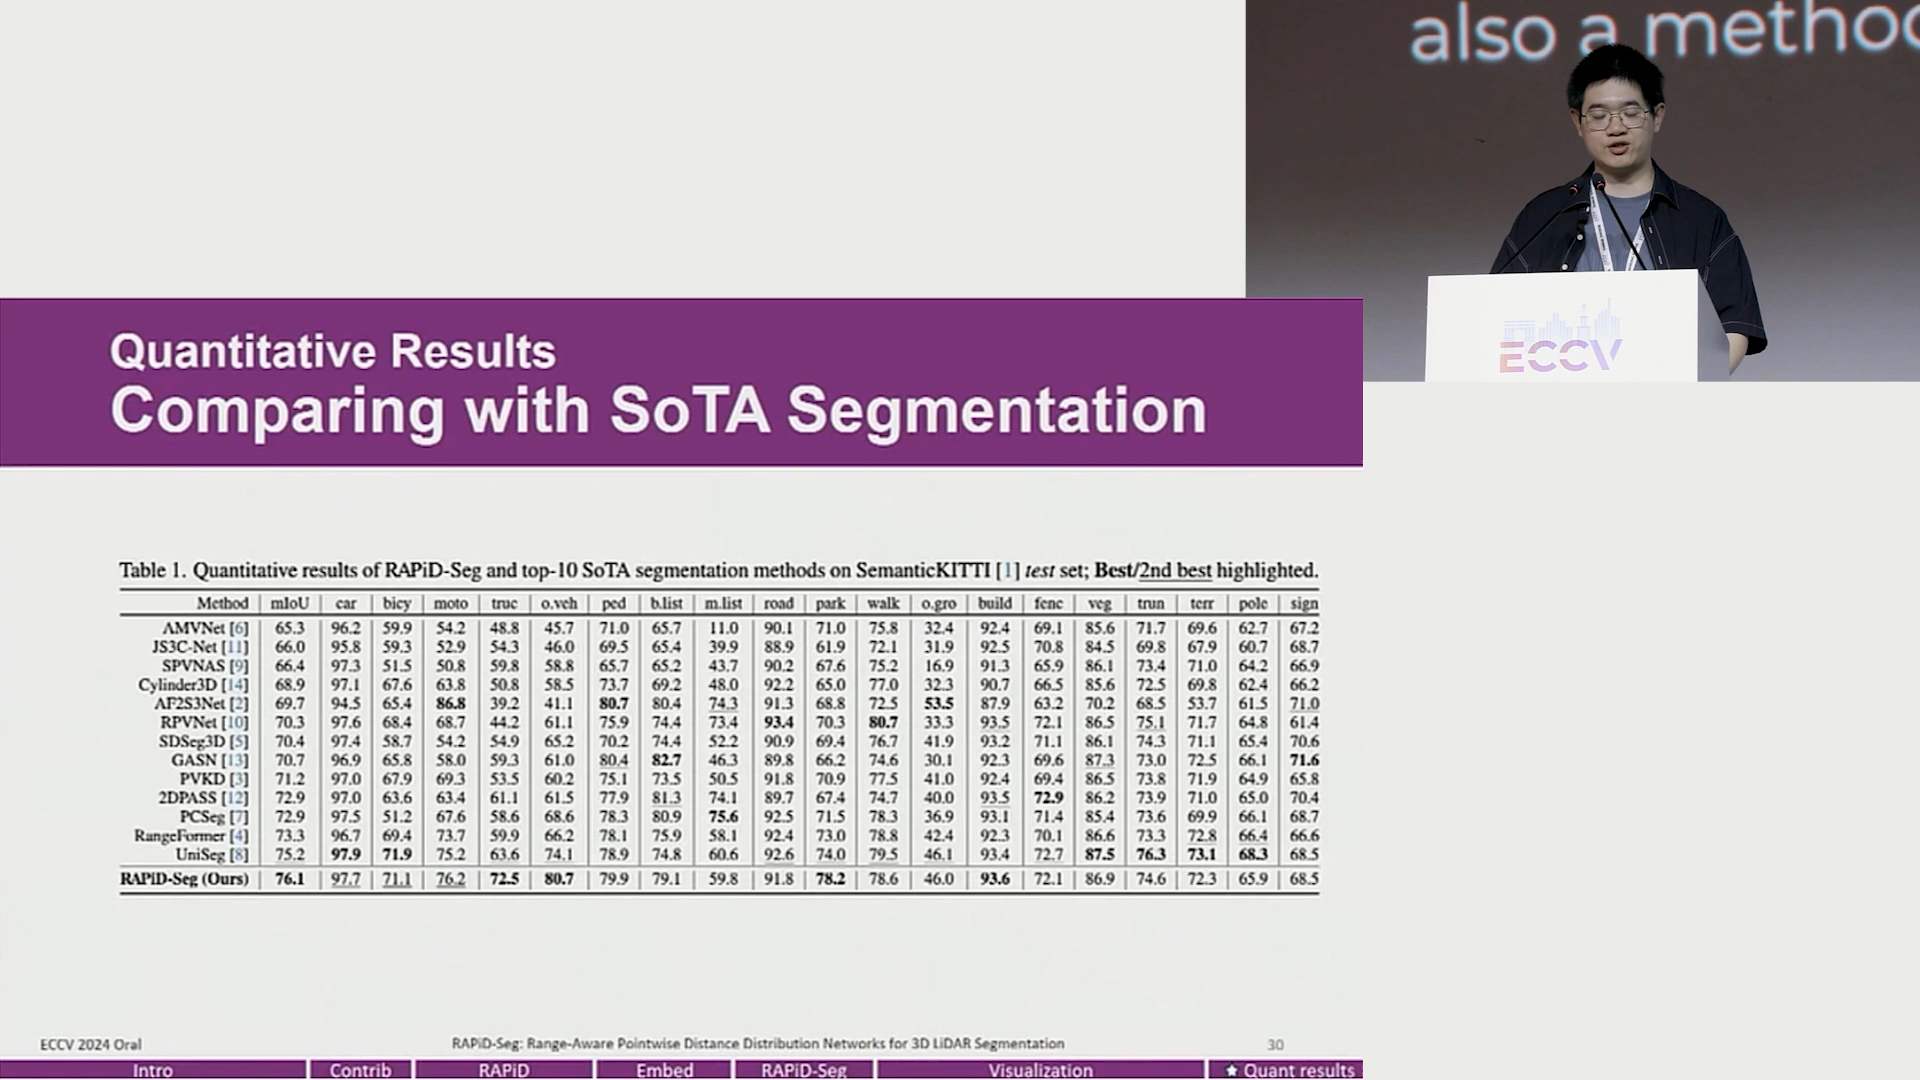 also a metho
ECCV
Quantitative Results
Comparing with SoTA Segmentation
Table 1. Quantitative results of RAPiD-Seg and top-10 SoTA segmentation methods on SemanticKITTI [1] test set; Best/2nd best highlighted.
Method mIoU car bicy moto truc o.veh ped b.list m.list road park walk o.gro build fenc veg trun terr pole sign
AMVNet [6] 65.3 96.2 59.9 54.2 48.8 45.7 71.0 65.7 11.0 90.1 71.0 75.8 32.4 92.4 69.1 85.6 71.7 69.6 62.7 67.2
JS3C-Net [11] 66.0 95.8 59.3 52.9 54.3 46.0 69.5 65.4 39.9 88.9 61.9 72.1 31.9 92.5 70.8 84.5 69.8 67.9 60.7 68.7
SPVNAS [9] 66.4 97.3 51.5 50.8 59.8 58.8 65.7 65.2 43.7 90.2 67.6 75.2 16.9 91.3 65.9 86.1 73.4 71.0 64.2 66.9
Cylinder3D [14] 68.9 97.1 67.6 63.8 50.8 58.5 73.7 69.2 48.0 92.2 65.0 77.0 32.3 90.7 66.5 85.6 72.5 69.8 62.4 66.2
AF2S3Net [2] 69.7 94.5 65.4 86.8 39.2 41.1 80.7 80.4 74.3 91.3 68.8 72.5 53.5 87.9 63.2 70.2 68.5 53.7 61.5 71.0
RPVNet [10] 70.3 97.6 68.4 68.7 44.2 61.1 75.9 74.4 73.4 93.4 70.3 80.7 33.3 93.5 72.1 86.5 75.1 71.7 64.8 61.4
SDSeg3D [5] 70.4 97.4 58.7 54.2 54.9 65.2 70.2 74.4 52.2 90.9 69.4 76.7 41.9 93.2 71.1 86.1 74.3 71.1 65.4 70.6
GASN [13] 70.7 96.9 65.8 58.0 59.3 61.0 80.4 82.7 46.3 89.8 66.2 74.6 30.1 92.3 69.6 87.3 73.0 72.5 66.1 71.6
PVKD [3] 71.2 97.0 67.9 69.3 53.5 60.2 75.1 73.5 50.5 91.8 70.9 77.5 41.0 92.4 69.4 86.5 73.8 71.9 64.9 65.8
2DPASS [12] 72.9 97.0 63.6 63.4 61.1 61.5 77.9 81.3 74.1 89.7 67.4 74.7 40.0 93.5 72.9 86.2 73.9 71.0 65.0 70.4
PCSeg [7] 72.9 97.5 51.2 67.6 58.6 68.6 78.3 80.9 75.6 92.5 71.5 78.3 36.9 93.1 71.4 85.4 73.6 69.9 66.1 68.7
RangeFormer [4] 73.3 96.7 69.4 73.7 59.9 66.2 78.1 75.9 58.1 92.4 73.0 78.8 42.4 92.3 70.1 86.6 73.3 72.8 66.4 66.6
UniSeg [8] 75.2 97.9 71.9 75.2 63.6 74.1 78.9 74.8 60.6 92.6 74.0 79.5 46.1 93.4 72.7 87.5 76.3 73.1 68.3 68.5
RAPiD-Seg (Ours) 76.1 97.7 71.1 76.2 72.5 80.7 79.9 79.1 59.8 91.8 78.2 78.6 46.0 93.6 72.1 86.9 74.6 72.3 65.9 68.5
ECCV 2024 Oral RAPiD-Seg: Range-Aware Pointwise Distance Distribution Networks for 3D LiDAR Segmentation 30
Intro Contrib RAPiD Embed RAPiD-Seg Visualization ★ Quant results